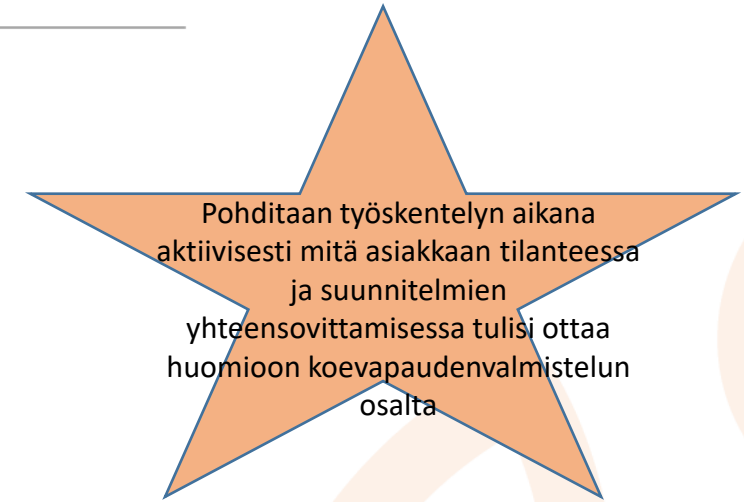 Pohditaan työskentelyn aikana
aktiivisesti mitä asiakkaan tilanteessa
ja suunnitelmien
yhteensovittamisessa tulisi ottaa
huomioon koevapaudenvalmistelun
osalta